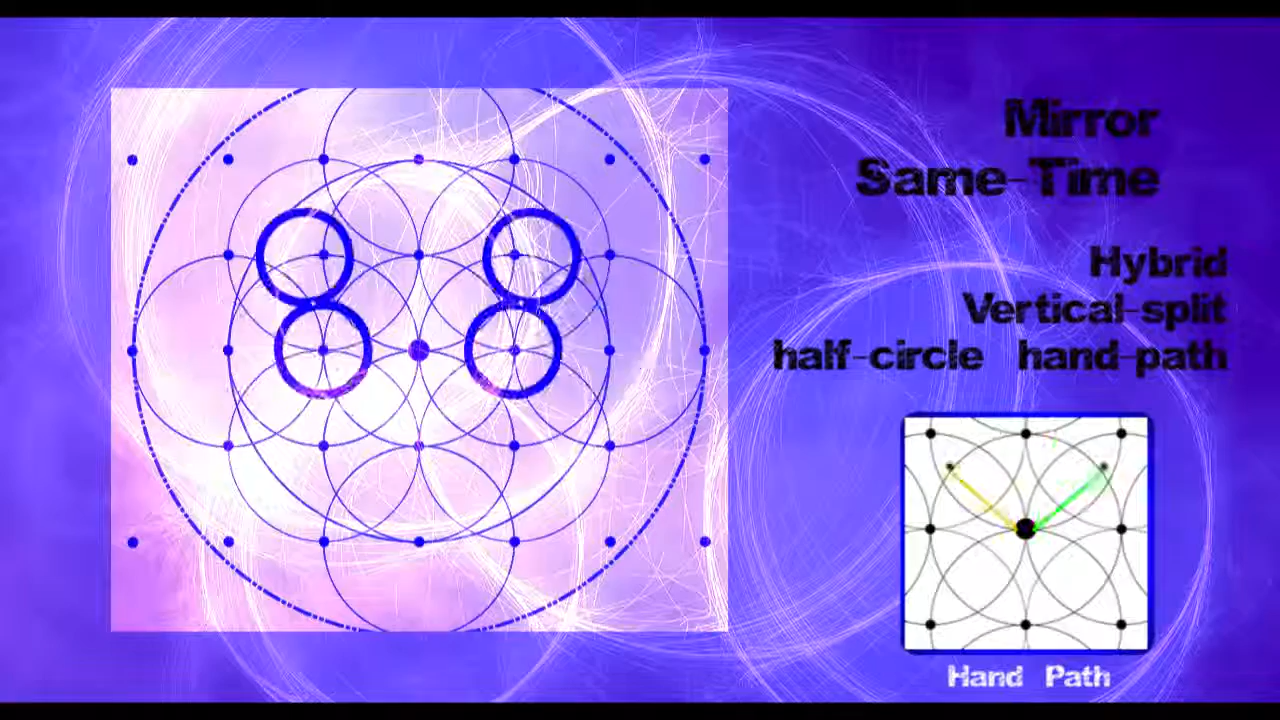 Mirror
Same-Time
Hybrid
Vertical-split
half-circle hand-path
Hand Path